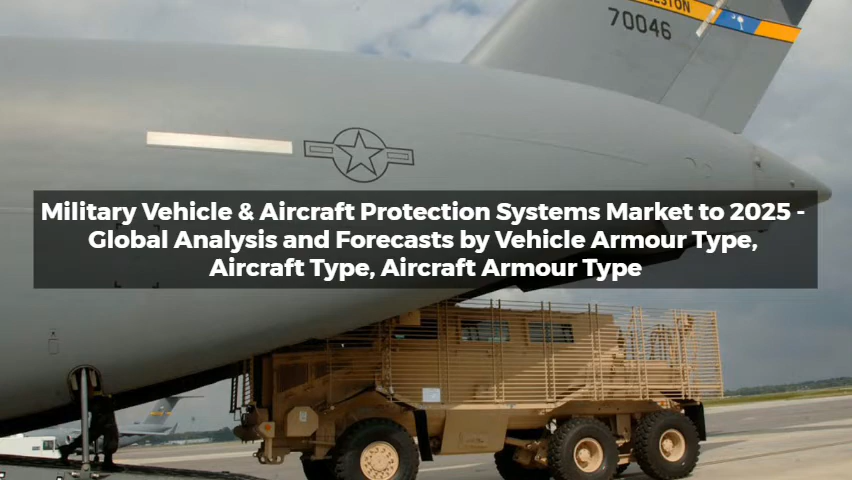 70046
Military Vehicle & Aircraft Protection Systems Market to 2025 -
Global Analysis and Forecasts by Vehicle Armour Type,
Aircraft Type, Aircraft Armour Type